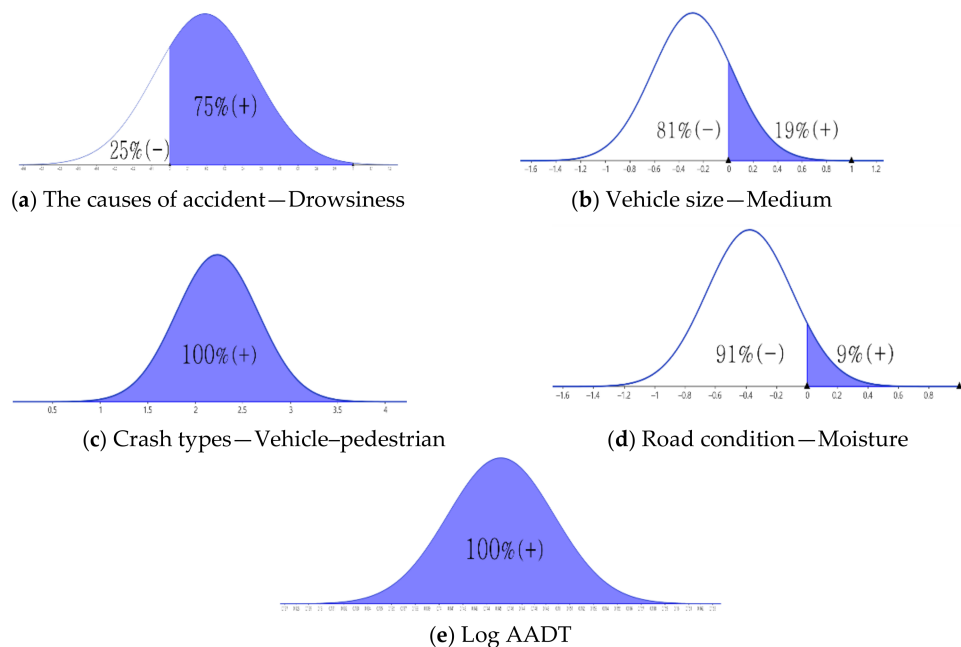 75%(+)
25%(−)
(a) The causes of accident—Drowsiness
81%(−)
19%(+)
−1.4 −1.2 −1 −0.8 −0.6 −0.4 −0.2 0 0.2 0.4 0.6 0.8 1 1.2
(b) Vehicle size—Medium
100%(+)
0.5 1 1.5 2 2.5 3 3.5 4
(c) Crash types—Vehicle–pedestrian
91%(−)
9%(+)
−1.6 −1.4 −1.2 −1 −0.8 −0.6 −0.4 −0.2 0 0.2 0.4 0.6 0.8
(d) Road condition—Moisture
100%(+)
(e) Log AADT